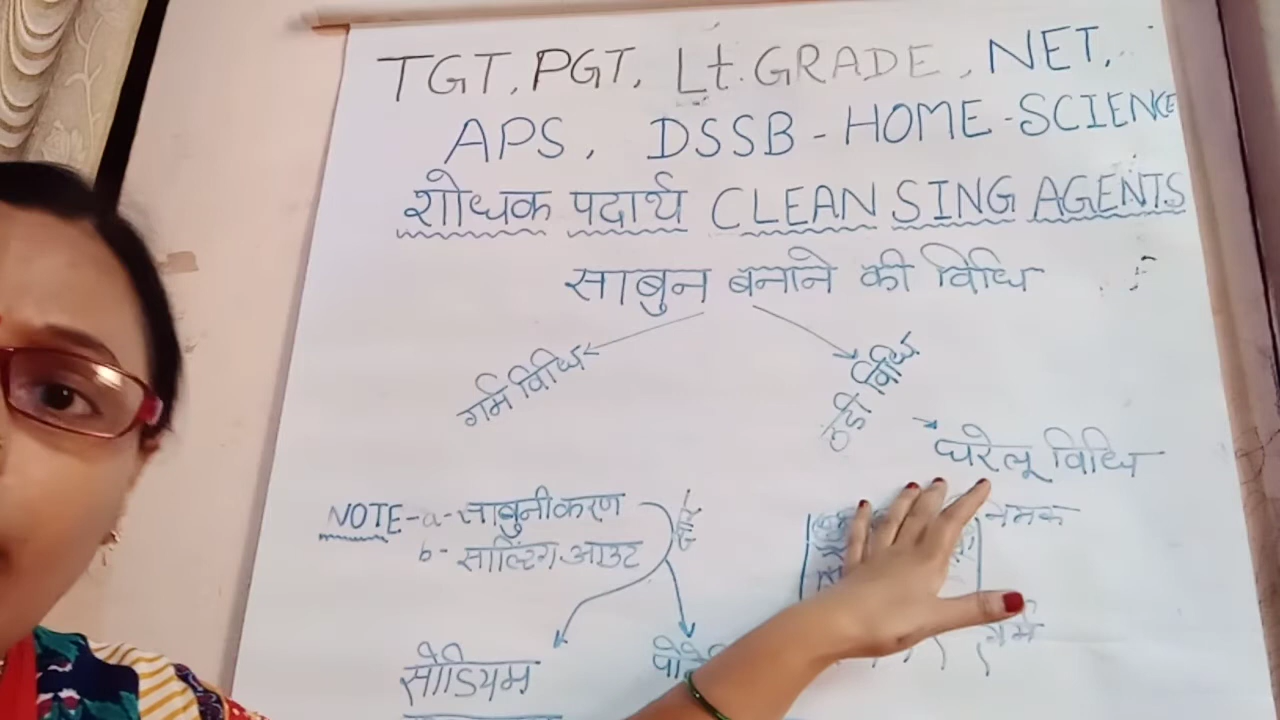 TGT, PGT, Lt. GRADE, NET,
APS, DSSB - HOME - SCIENCE
शोधक पदार्थ CLEANSING AGENTS
साबुन बनाने की विधि
गर्म विधि
ठंडी विधि
घरेलू विधि
NOTE - a - साबुनीकरण
b - साल्टिंग आउट
क्षार
नमक
गर्म
सोडियम